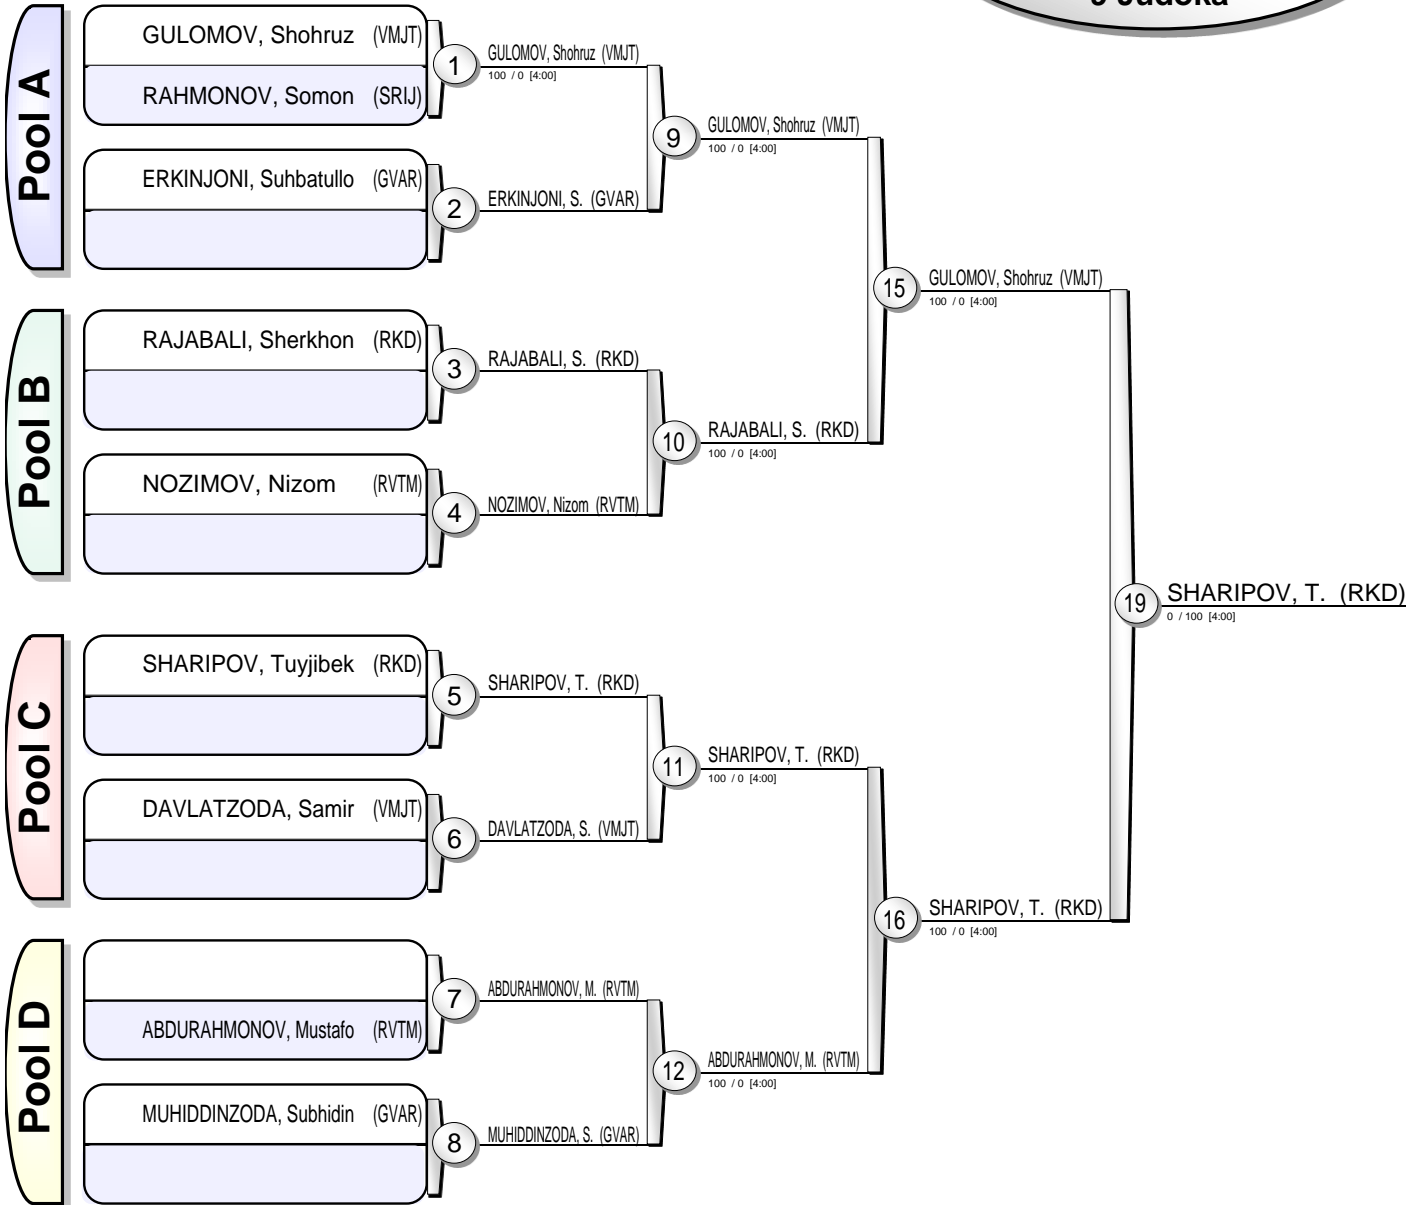 9 Judoka
Pool A
GULOMOV, Shohruz (VMJT)
RAHMONOV, Somon (SRIJ)
1
GULOMOV, Shohruz (VMJT)
100 / 0 [4:00]
ERKINJONI, Suhbatullo (GVAR)
2
ERKINJONI, S. (GVAR)
9
GULOMOV, Shohruz (VMJT)
100 / 0 [4:00]
Pool B
RAJABALI, Sherkhon (RKD)
3
RAJABALI, S. (RKD)
NOZIMOV, Nizom (RVTM)
4
NOZIMOV, Nizom (RVTM)
10
RAJABALI, S. (RKD)
100 / 0 [4:00]
15
GULOMOV, Shohruz (VMJT)
100 / 0 [4:00]
Pool C
SHARIPOV, Tuyjibek (RKD)
5
SHARIPOV, T. (RKD)
DAVLATZODA, Samir (VMJT)
6
DAVLATZODA, S. (VMJT)
11
SHARIPOV, T. (RKD)
100 / 0 [4:00]
Pool D
ABDURAHMONOV, Mustafo (RVTM)
7
ABDURAHMONOV, M. (RVTM)
MUHIDDINZODA, Subhidin (GVAR)
8
MUHIDDINZODA, S. (GVAR)
12
ABDURAHMONOV, M. (RVTM)
100 / 0 [4:00]
16
SHARIPOV, T. (RKD)
100 / 0 [4:00]
19
SHARIPOV, T. (RKD)
0 / 100 [4:00]